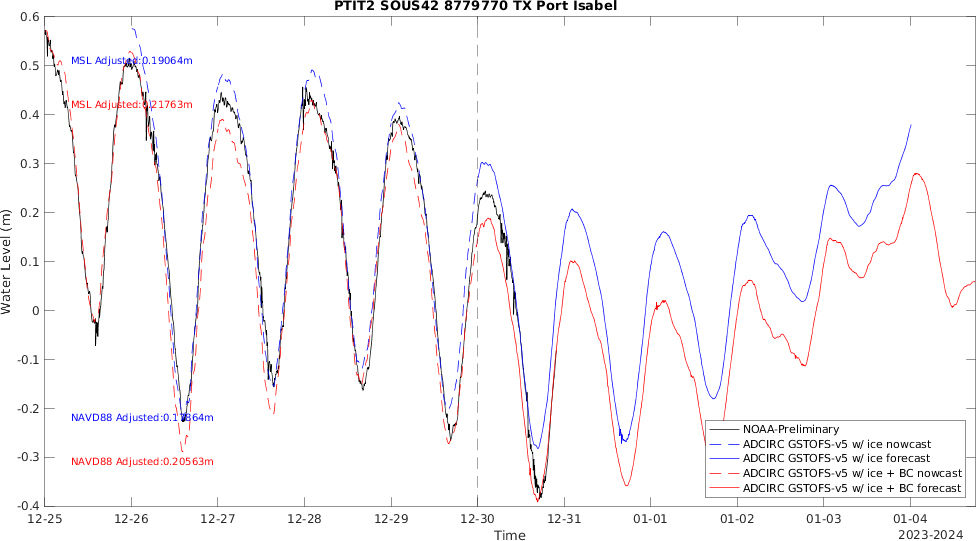 PTIT2 SOUS42 8779770 TX Port Isabel
0.6
0.5
0.4
0.3
0.2
0.1
0
-0.1
-0.2
-0.3
-0.4
Water Level (m)
MSL Adjusted:0.19064m
MSL Adjusted:0.21763m
NAVD88 Adjusted:
NAVD88 Adjusted:0.20563m
NOAA-Preliminary
ADCIRC GSTOFS-v5 w/ ice nowcast
ADCIRC GSTOFS-v5 w/ ice forecast
ADCIRC GSTOFS-v5 w/ ice + BC nowcast
ADCIRC GSTOFS-v5 w/ ice + BC forecast
12-25 12-26 12-27 12-28 12-29 12-30 12-31 01-01 01-02 01-03 01-04
Time
2023-2024